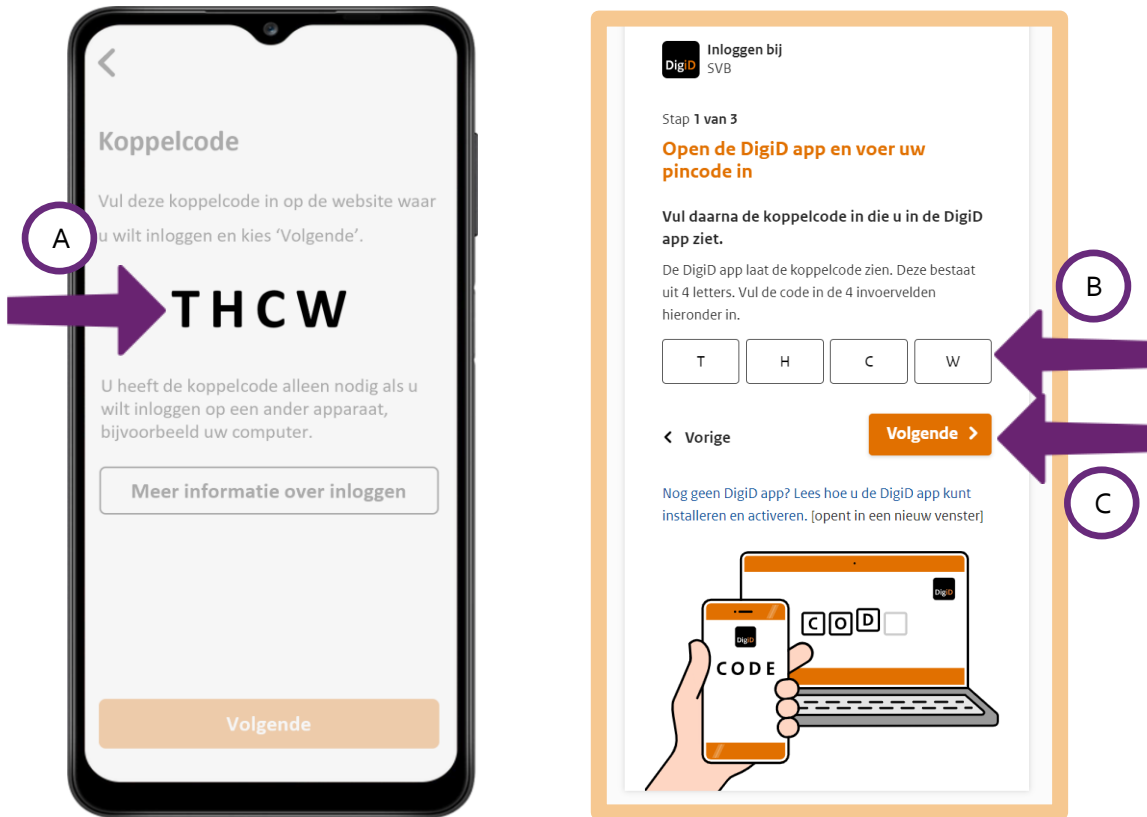 Koppelcode
Vul deze koppelcode in op de website waar
u wilt inloggen en kies ‘Volgende’.
A
THCW
U heeft de koppelcode alleen nodig als u
wilt inloggen op een ander apparaat,
bijvoorbeeld uw computer.
Meer informatie over inloggen
Volgende
DigiD
Inloggen bij
SVB
Stap 1 van 3
Open de DigiD app en voer uw
pincode in
Vul daarna de koppelcode in die u in de DigiD
app ziet.
De DigiD app laat de koppelcode zien. Deze bestaat
uit 4 letters. Vul de code in de 4 invoervelden
hieronder in.
B
T H C W
Vorige
Volgende
C
Nog geen DigiD app? Lees hoe u de DigiD app kunt
installeren en activeren. [opent in een nieuw venster]
DigiD
C O D
DigiD
CODE